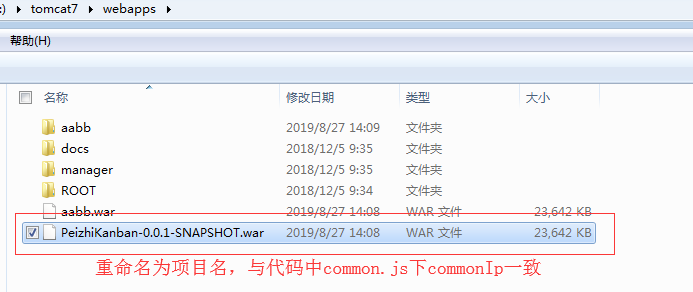 :) ▸ tomcat7 ▸ webapps ▸
帮助(H)
名称 修改日期 类型 大小
aabb 2019/8/27 14:09 文件夹
docs 2018/12/5 9:35 文件夹
manager 2018/12/5 9:35 文件夹
ROOT 2018/12/5 9:34 文件夹
aabb.war 2019/8/27 14:08 WAR 文件 23,642 KB
PeizhiKanban-0.0.1-SNAPSHOT.war 2019/8/27 14:08 WAR 文件 23,642 KB
重命名为项目名，与代码中common.js下commonIp一致